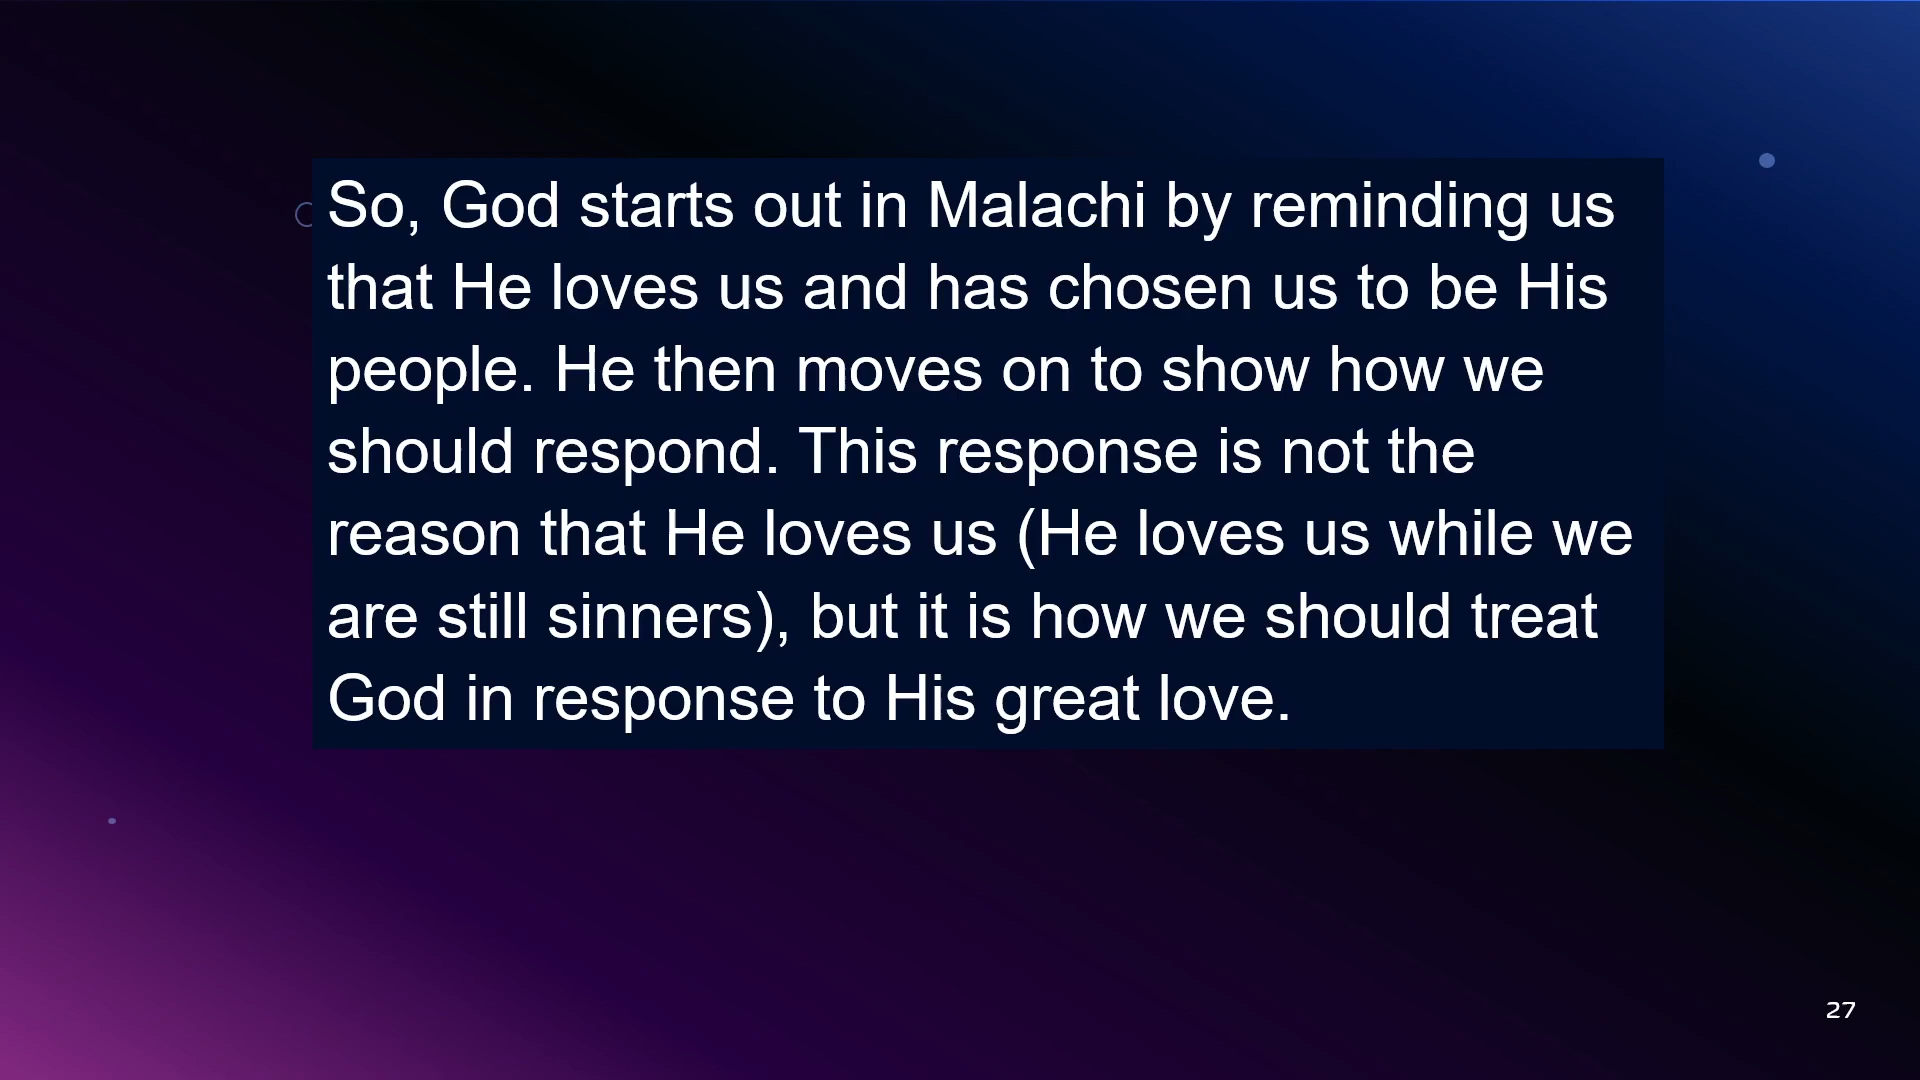 So, God starts out in Malachi by reminding us
that He loves us and has chosen us to be His
people. He then moves on to show how we
should respond. This response is not the
reason that He loves us (He loves us while we
are still sinners), but it is how we should treat
God in response to His great love.
27